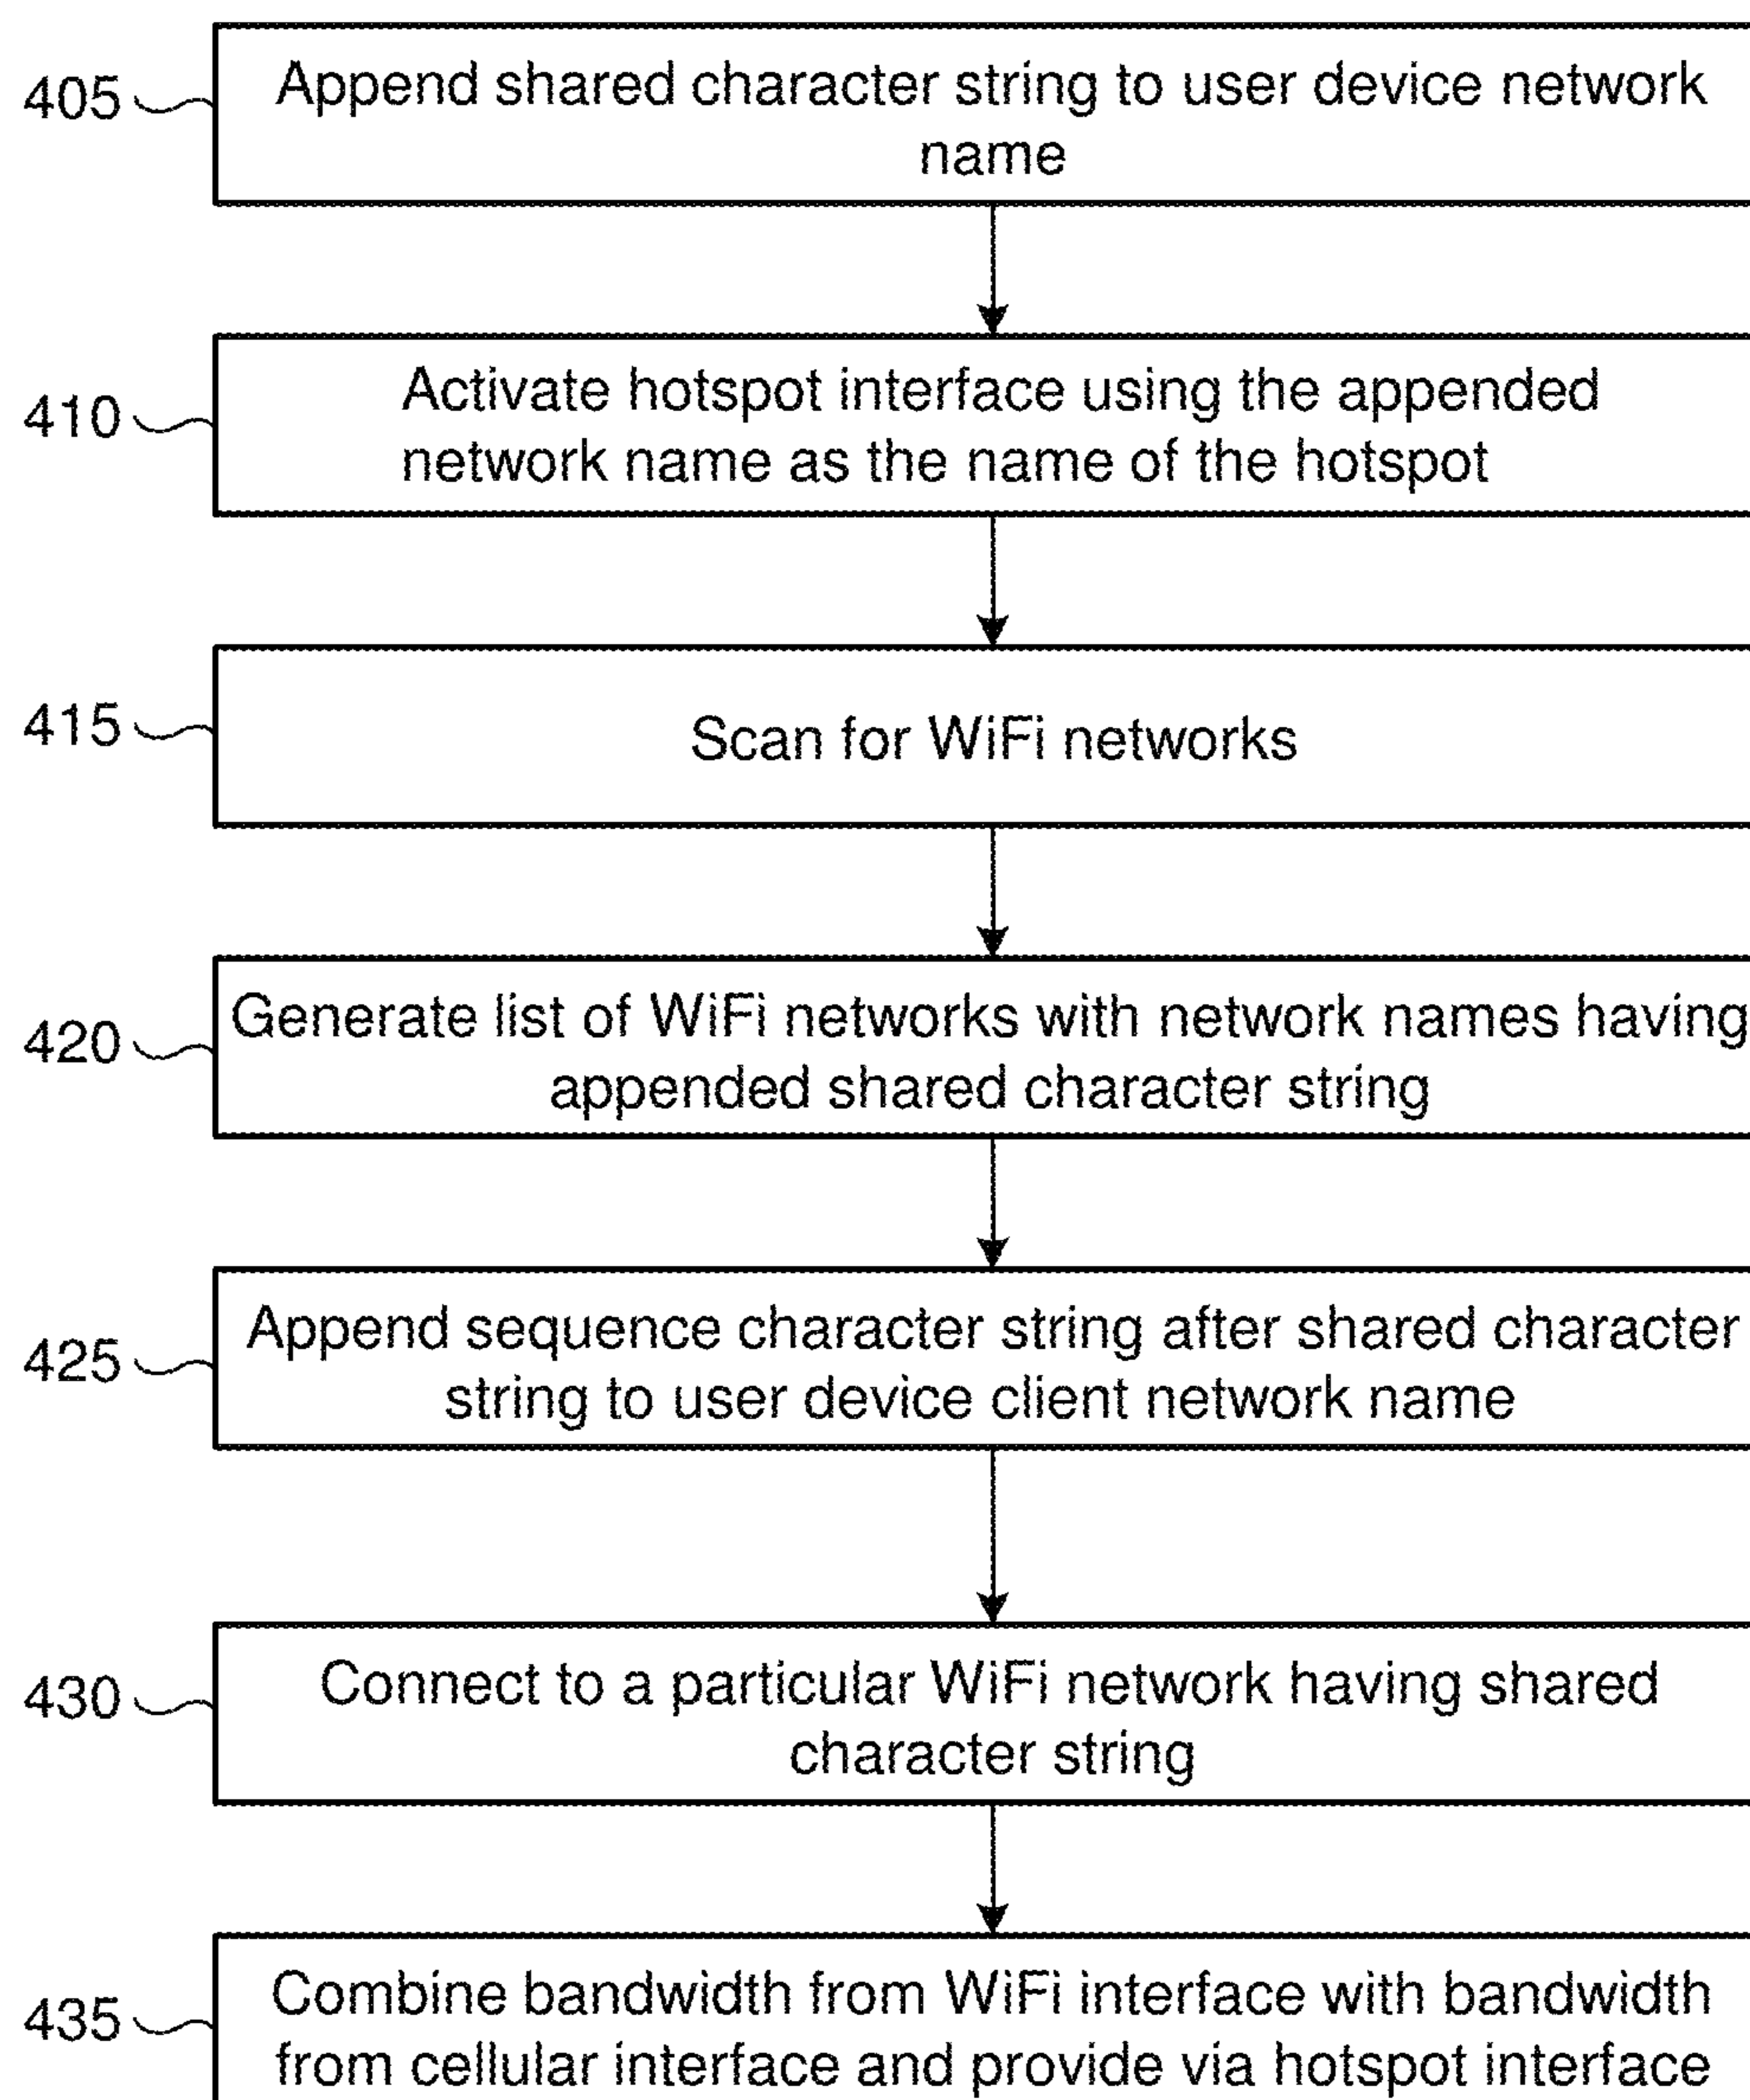 405
Append shared character string to user device network
name
410
Activate hotspot interface using the appended
network name as the name of the hotspot
415
Scan for WiFi networks
420
Generate list of WiFi networks with network names having
appended shared character string
425
Append sequence character string after shared character
string to user device client network name
430
Connect to a particular WiFi network having shared
character string
435
Combine bandwidth from WiFi interface with bandwidth
from cellular interface and provide via hotspot interface